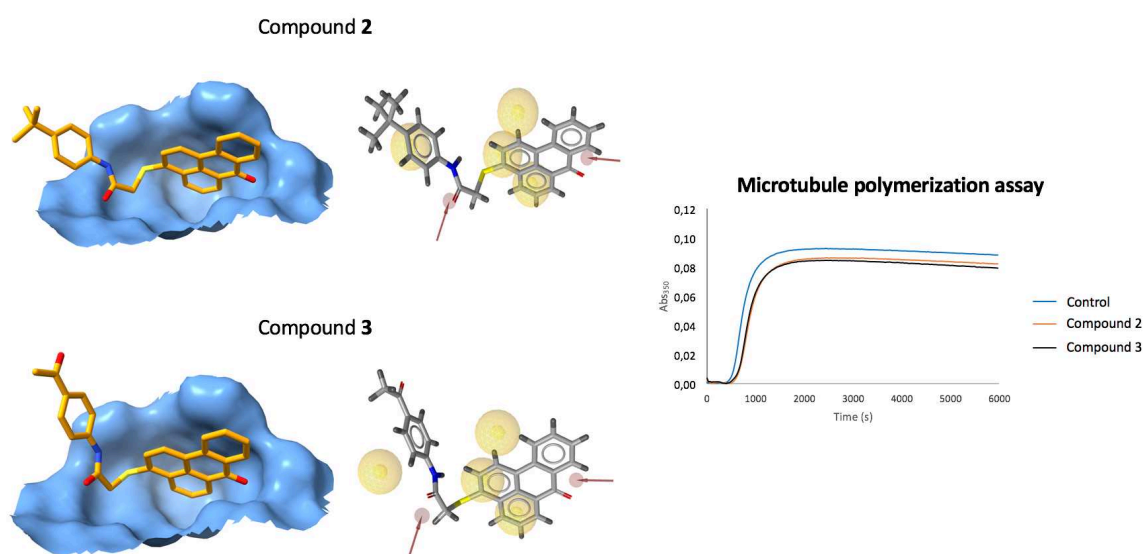 Compound 2
Compound 3
Microtubule polymerization assay
0,12
0,10
0,08
0,06
0,04
0,02
0,00
Abs350
0 1000 2000 3000 4000 5000 6000
Time (s)
Control
Compound 2
Compound 3